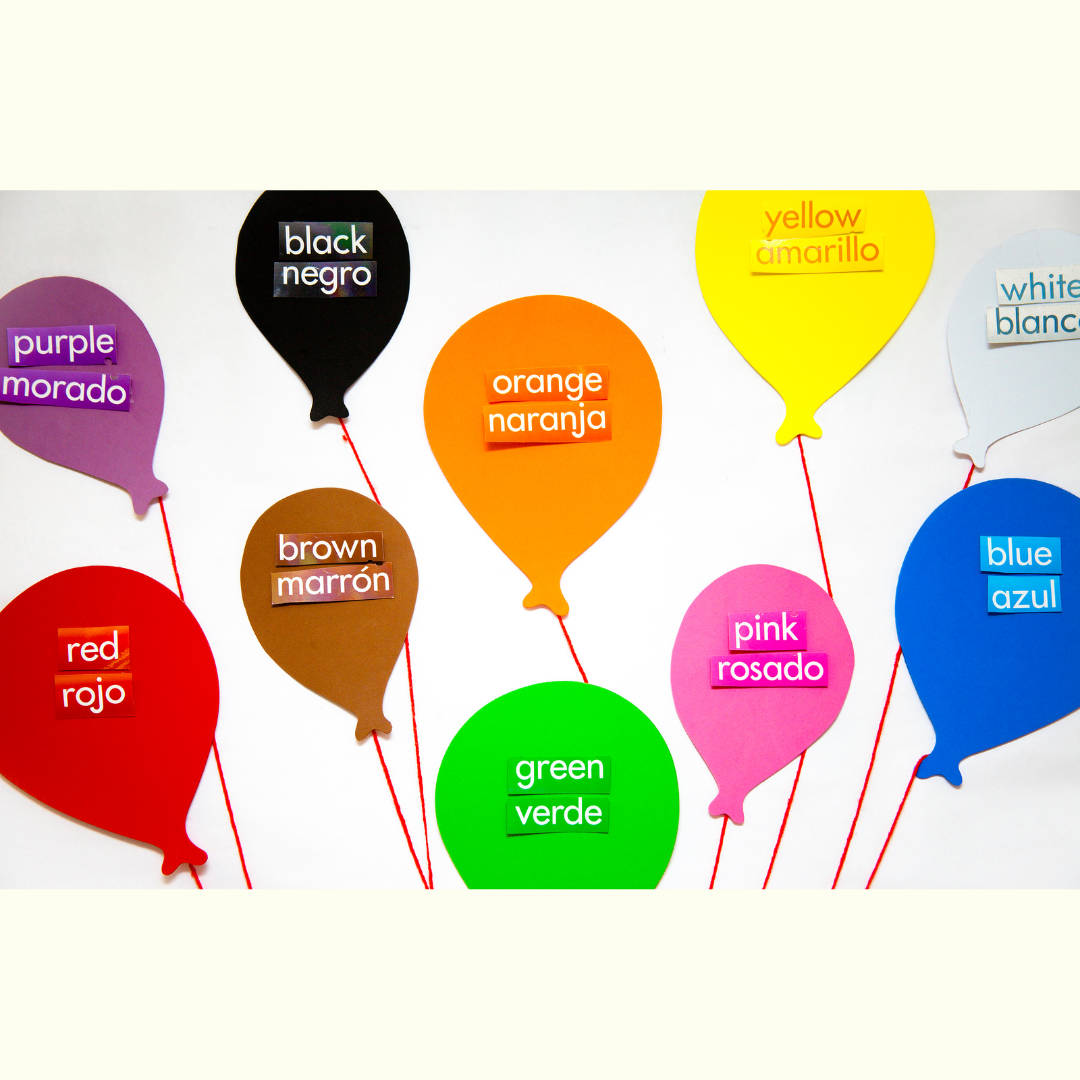 black
negro
yellow
amarillo
white
blanc
purple
morado
orange
naranja
brown
marrón
blue
azul
red
rojo
pink
rosado
green
verde